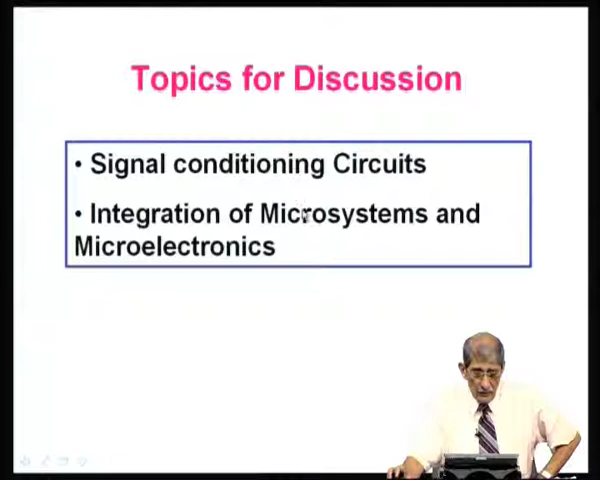 Topics for Discussion
• Signal conditioning Circuits
• Integration of Microsystems and
Microelectronics